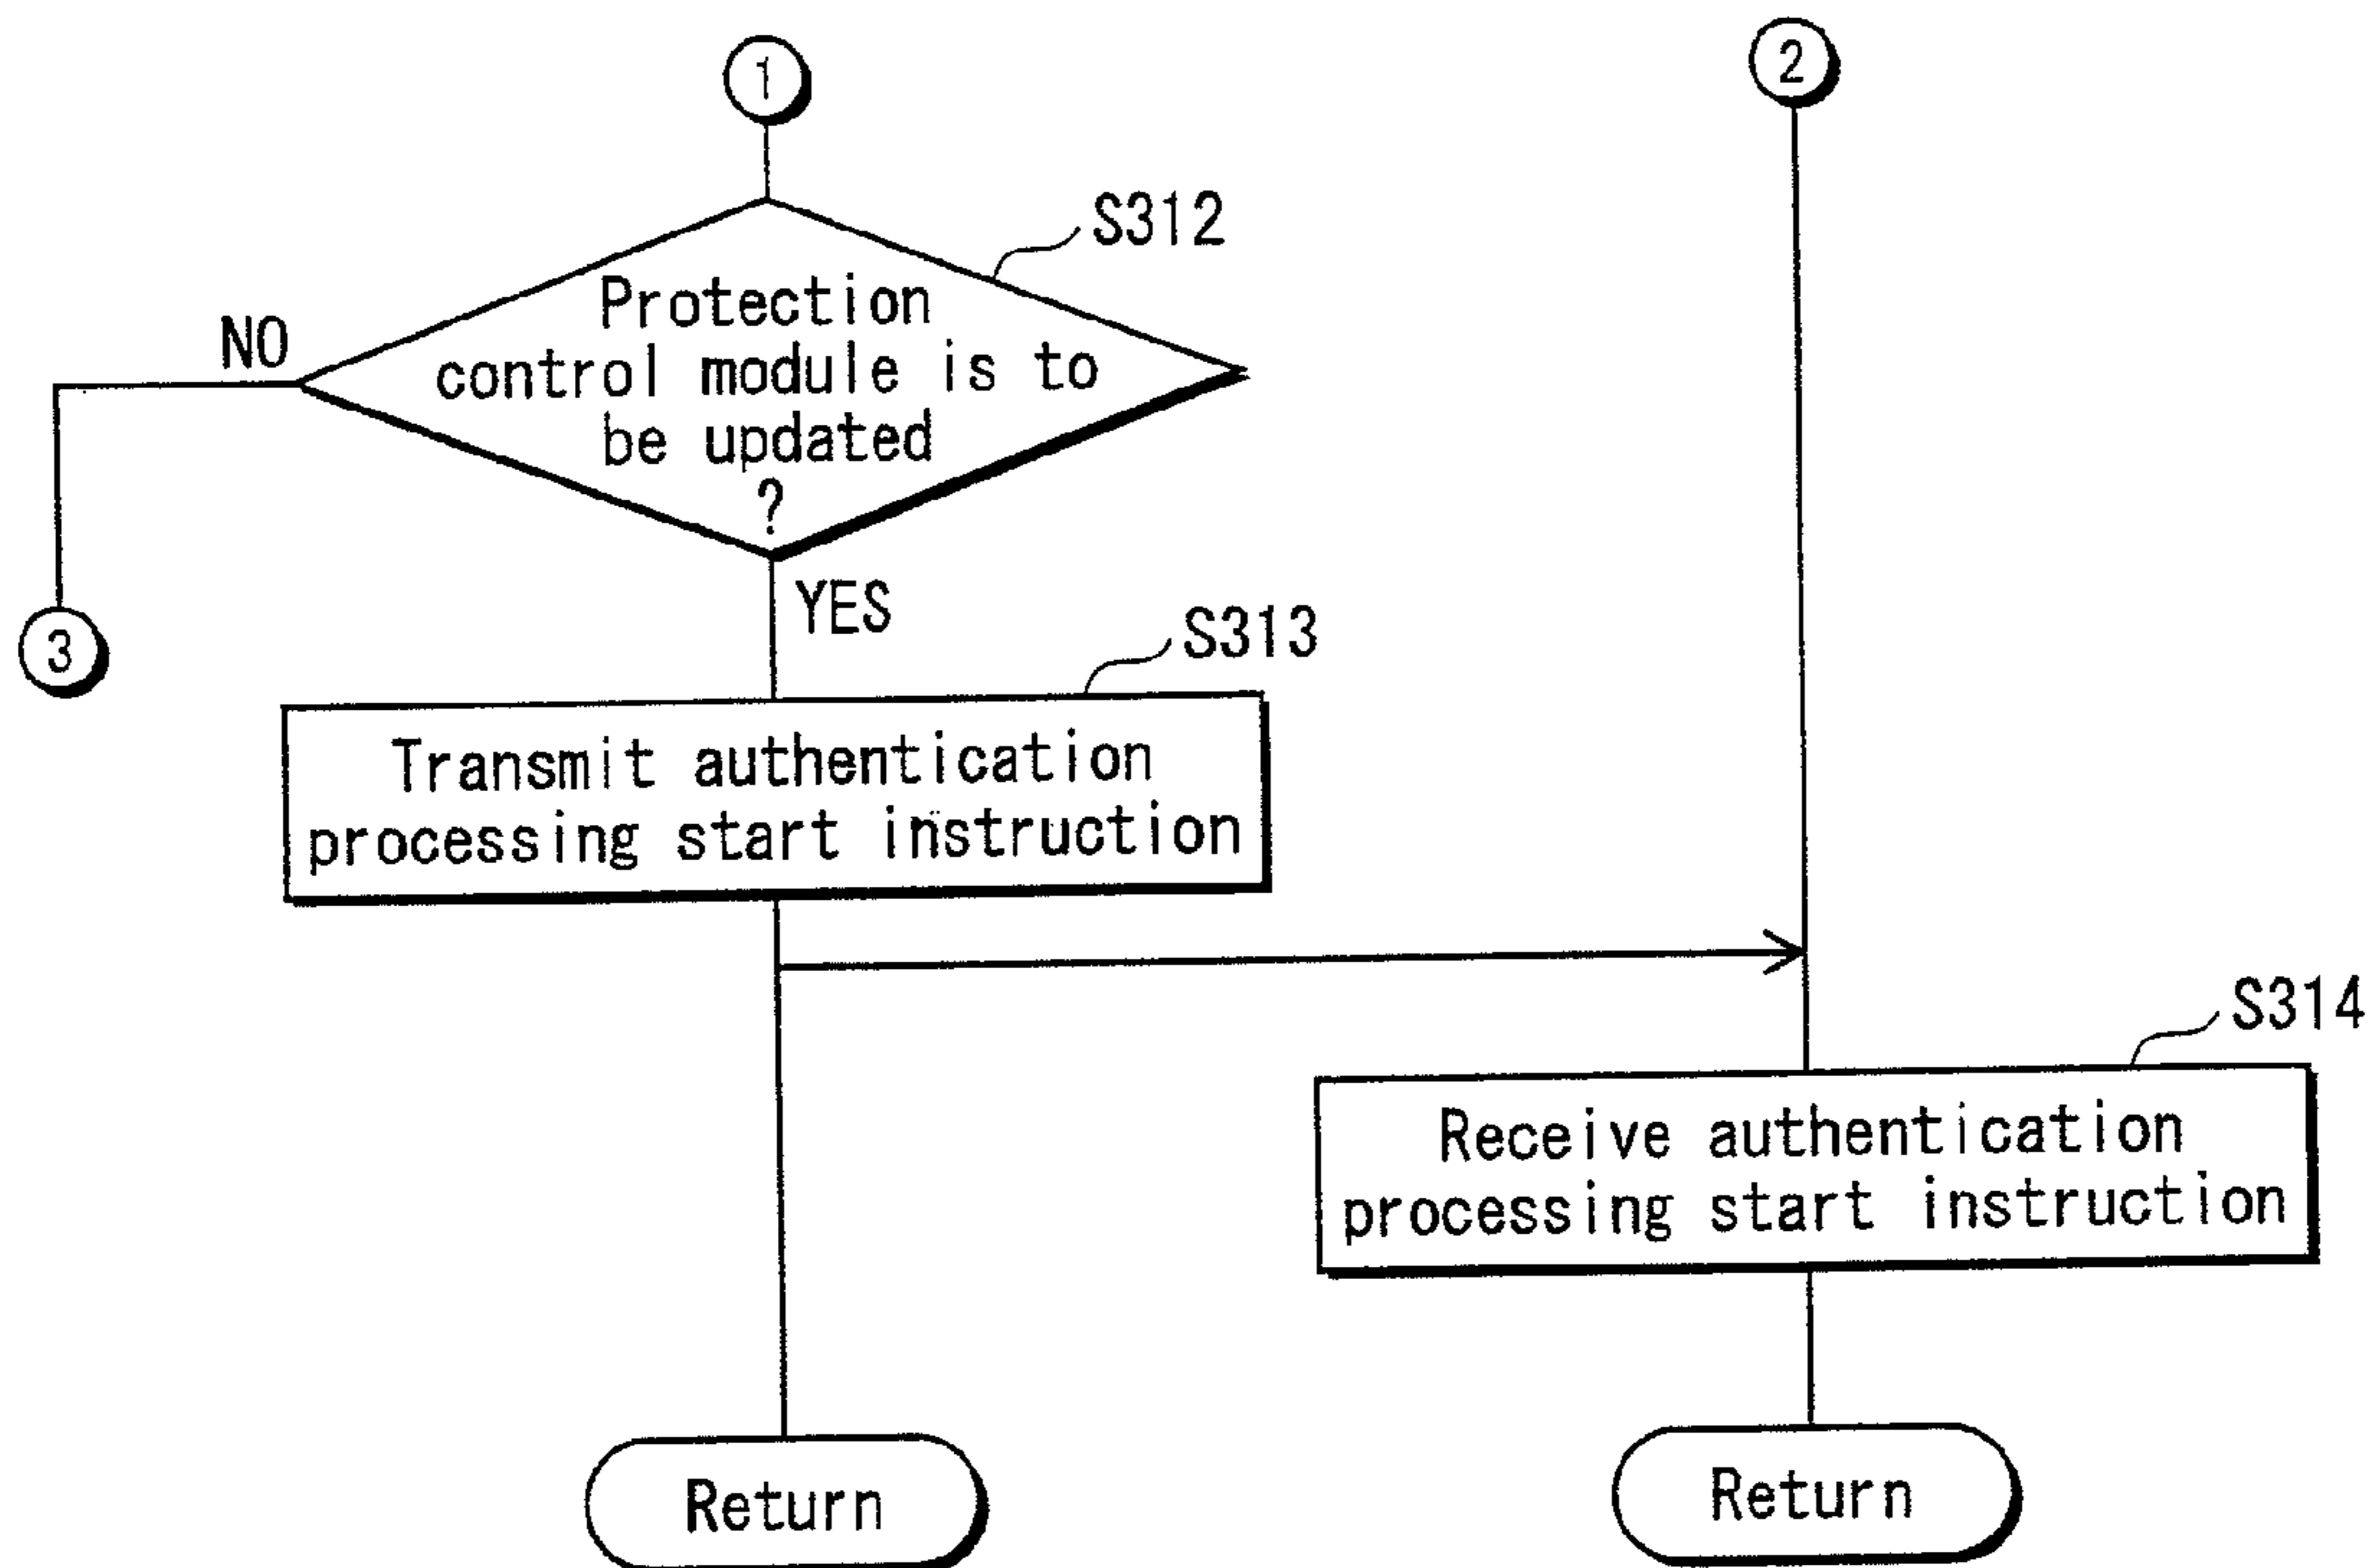 1
2
S312
Protection
control module is to
be updated
?
NO
YES
3
S313
Transmit authentication
processing start instruction
S314
Receive authentication
processing start instruction
Return
Return